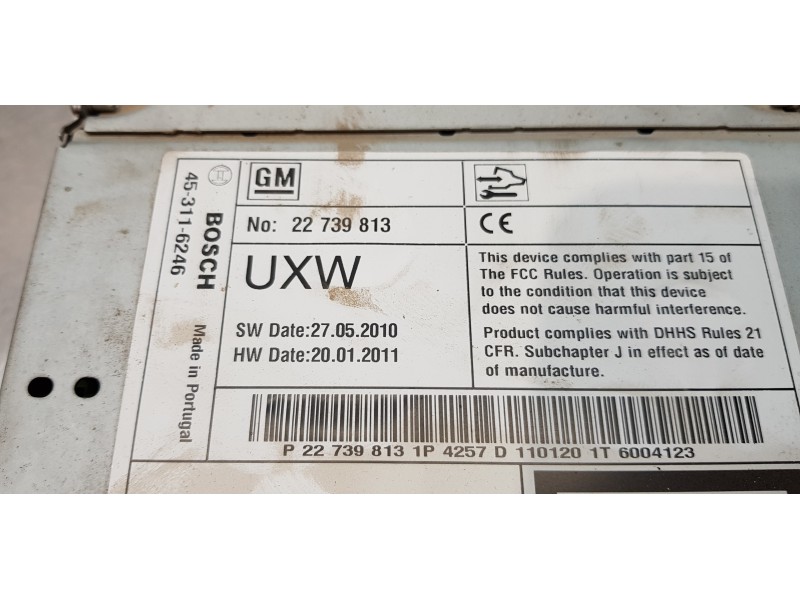 BOSCH
45-311-6246
Made in Portugal
GM
No: 22 739 813
UXW
SW Date:27.05.2010
HW Date:20.01.2011
CE
This device complies with part 15 of
The FCC Rules. Operation is subject
to the condition that this device
does not cause harmful interference.
Product complies with DHHS Rules 21
CFR. Subchapter J in effect as of date
of manufacture.
P 22 739 813 1P 4257 D 110120 1T 6004123